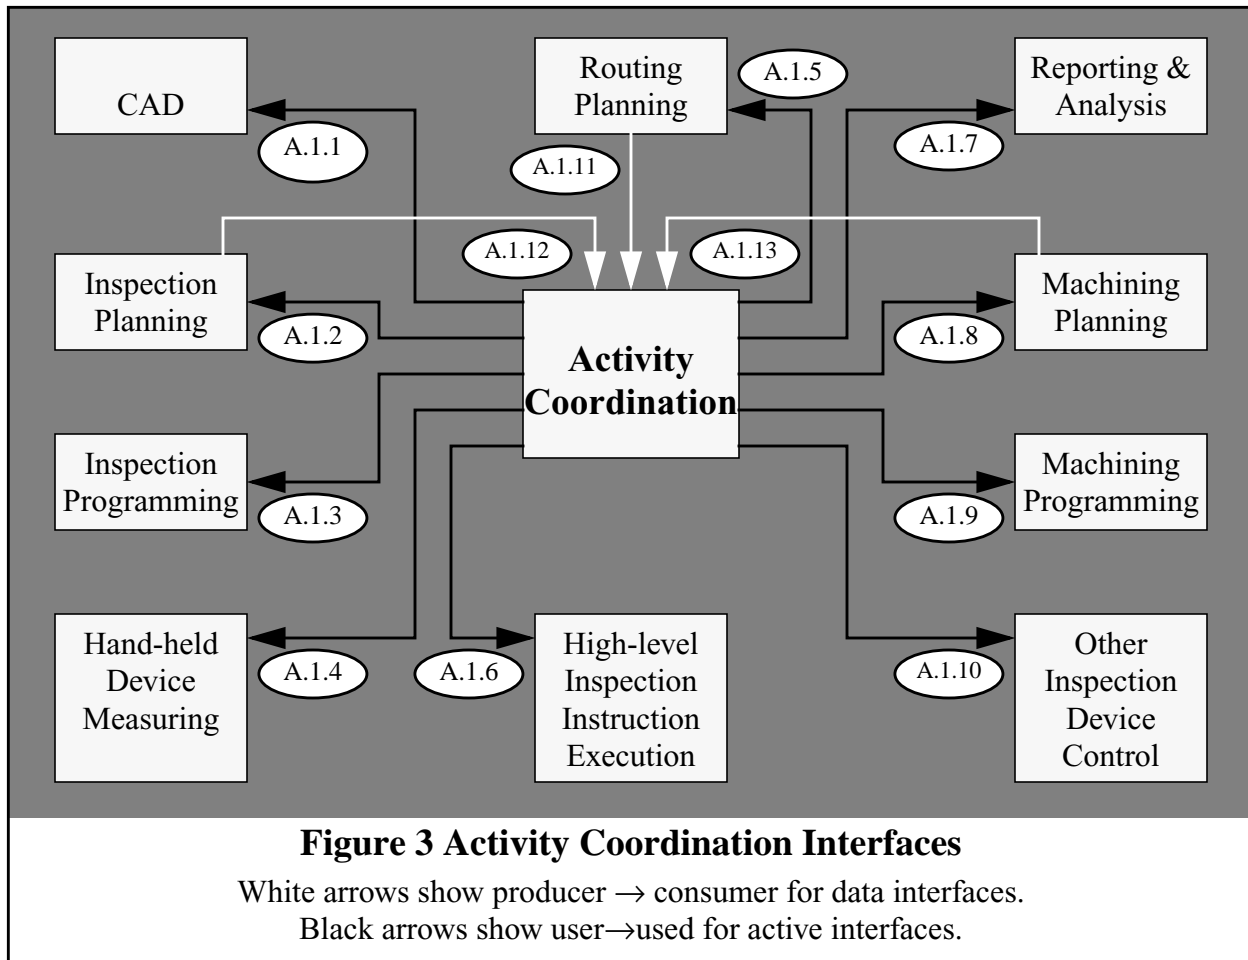 CAD
A.1.1
Routing
Planning
A.1.5
Reporting &
Analysis
A.1.7
A.1.11
A.1.12
A.1.13
Inspection
Planning
A.1.2
Activity
Coordination
Machining
Planning
A.1.8
Inspection
Programming
A.1.3
Machining
Programming
A.1.9
Hand-held
Device
Measuring
A.1.4
A.1.6
High-level
Inspection
Instruction
Execution
A.1.10
Other
Inspection
Device
Control
Figure 3 Activity Coordination Interfaces
White arrows show producer → consumer for data interfaces.
Black arrows show user→used for active interfaces.